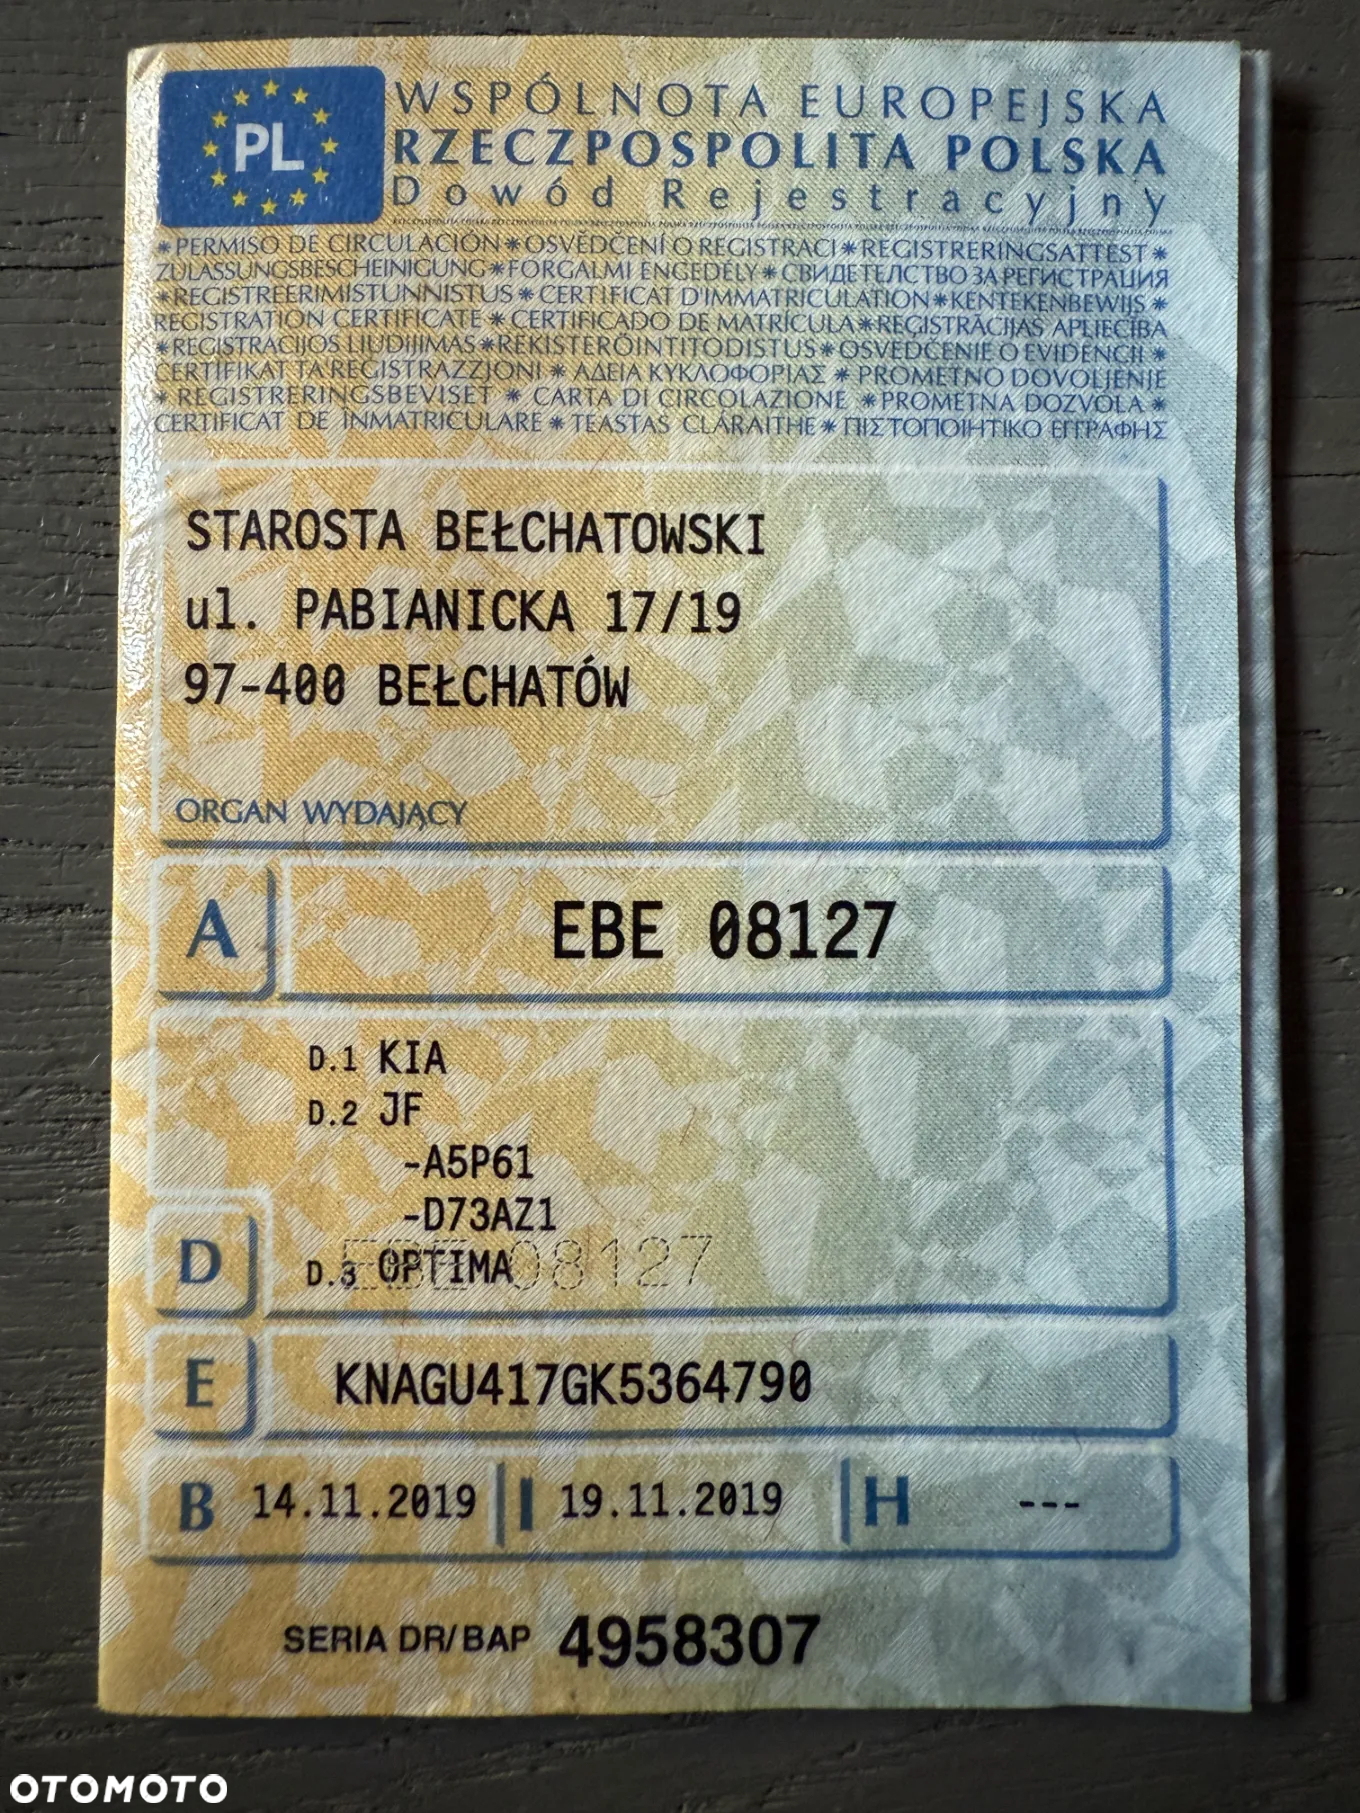 PL
WSPÓLNOTA EUROPEJSKA
RZECZPOSPOLITA POLSKA
Dowód Rejestracyjny
*PERMISO DE CIRCULACIÓN*OSVĚDČENÍ O REGISTRACI*REGISTRERINGSATTEST*
ZULASSUNGSBESCHEINIGUNG*FORGALMI ENGEDÉLY*СВИДЕТЕЛСТВО ЗА РЕГИСТРАЦИЯ
*REGISTREERIMISTUNNISTUS*CERTIFICAT D'IMMATRICULATION*KENTEKENBEWIJS*
REGISTRATION CERTIFICATE*CERTIFICADO DE MATRÍCULA*REGISTRĀCIJAS APLIECĪBA
*REGISTRACIJOS LIUDIJIMAS*REKISTERÖINTITODISTUS*OSVEDČENIE O EVIDENCII*
ĊERTIFIKAT TA REĠISTRAZZJONI*ΑΔΕΙΑ ΚΥΚΛΟΦΟΡΙΑΣ*PROMETNO DOVOLJENJE
*REGISTRERINGSBEVISET*CARTA DI CIRCOLAZIONE*PROMETNA DOZVOLA*
CERTIFICAT DE ÎNMATRICULARE*TEASTAS CLÁRAITHE*ΠΙΣΤΟΠΟΙΗΤΙΚΟ ΕΓΓΡΑΦΗΣ
STAROSTA BEŁCHATOWSKI
ul. PABIANICKA 17/19
97-400 BEŁCHATÓW
ORGAN WYDAJĄCY
A EBE 08127
D.1 KIA
D.2 JF
-A5P61
-D73AZ1
D D.3 OPTIMA
EBE 08127
E KNAGU417GK5364790
B 14.11.2019 I 19.11.2019 H ---
SERIA DR/BAP 4958307
OTOMOTO